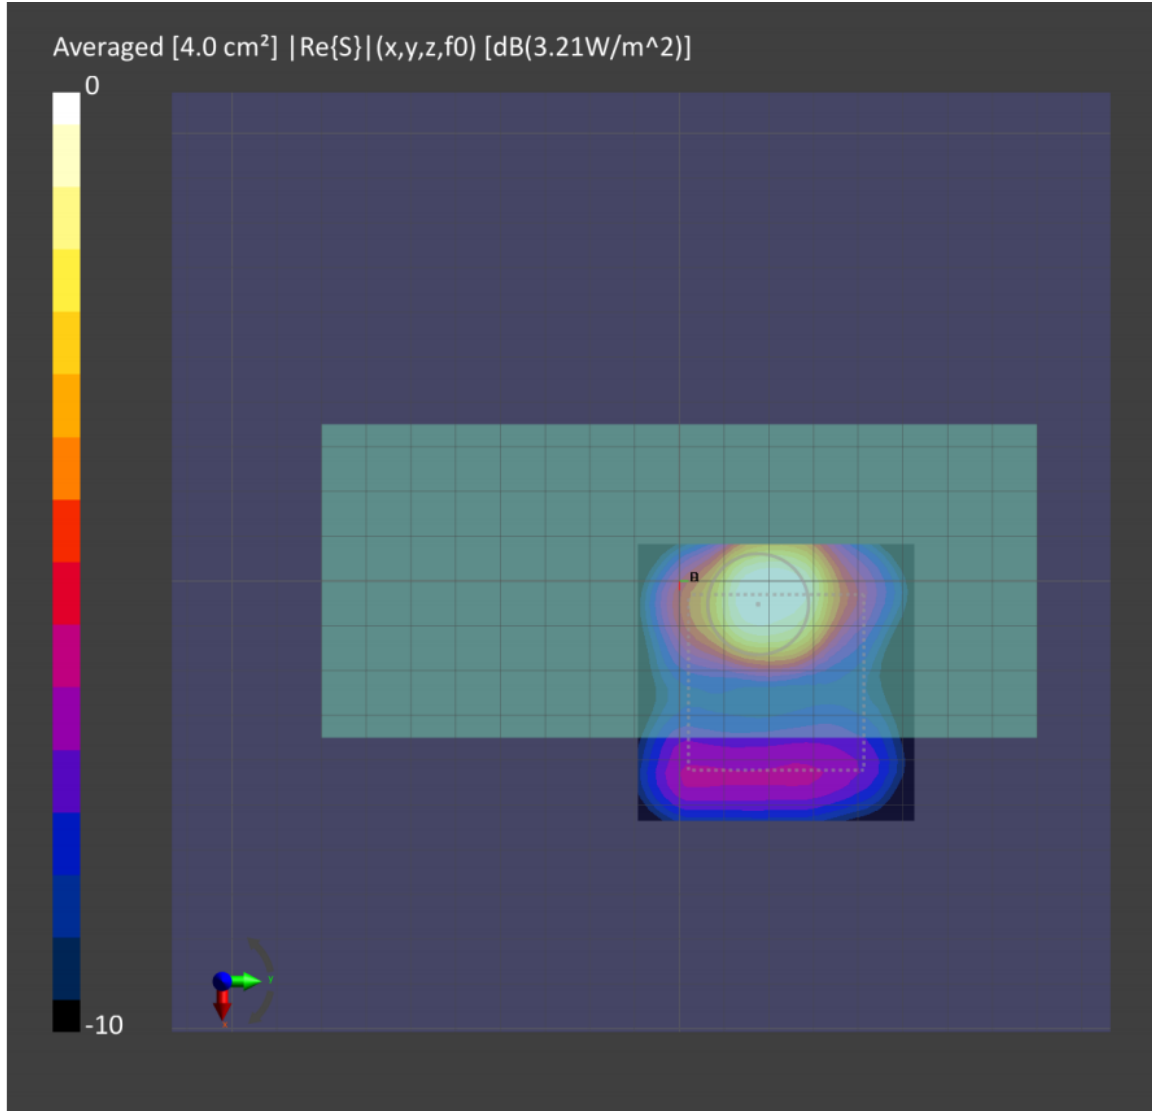 Averaged [4.0 cm²] |Re{S}|(x,y,z,f0) [dB(3.21W/m^2)]
0
-10
y
x